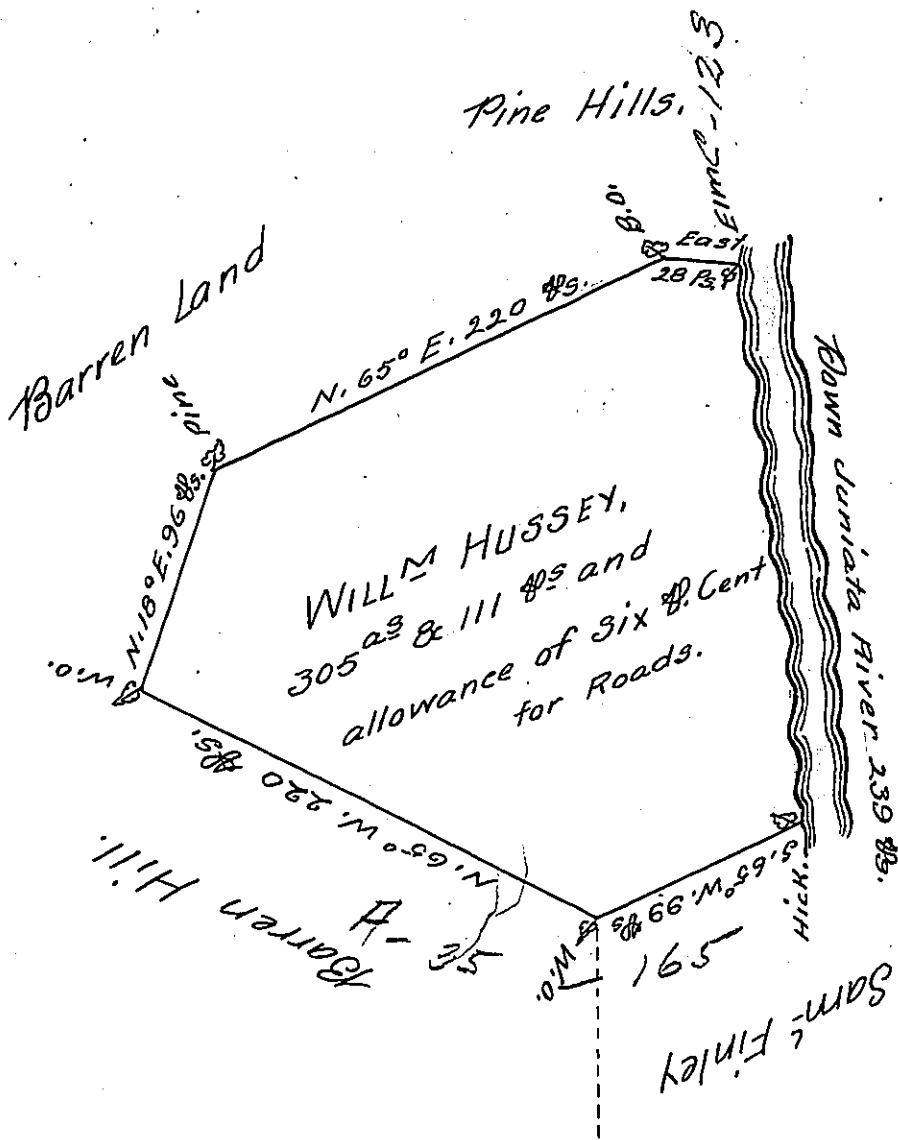 Pine Hills.
Elm Ca-123
B.O.
East
28 Ps. &
Barren Land
N. 65° E. 220 Ps.
pine
N. 18° E. 96 Ps.
W.O.
WILLM HUSSEY,
305 as & 111 Ps and
allowance of six P. Cent
for Roads.
Down Juniata River 239 Ps.
N. 65° W. 220 Ps.
Barren Hill.
A-
35
S. 65° W. 99 Ps
Hick.
W.O.
165
Saml Finley